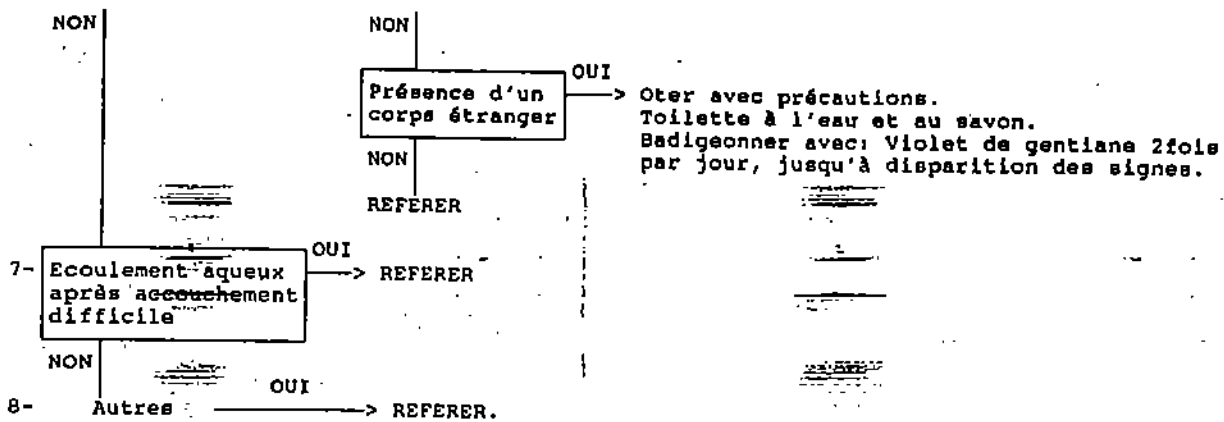 NON
NON
OUI
Présence d'un
corps étranger
Oter avec précautions.
Toilette à l'eau et au savon.
Badigeonner avec: Violet de gentiane 2fois
par jour, jusqu'à disparition des signes.
NON
REFERER
7- Ecoulement aqueux
après accouchement
difficile
OUI
REFERER
NON
8- Autres
OUI
REFERER.